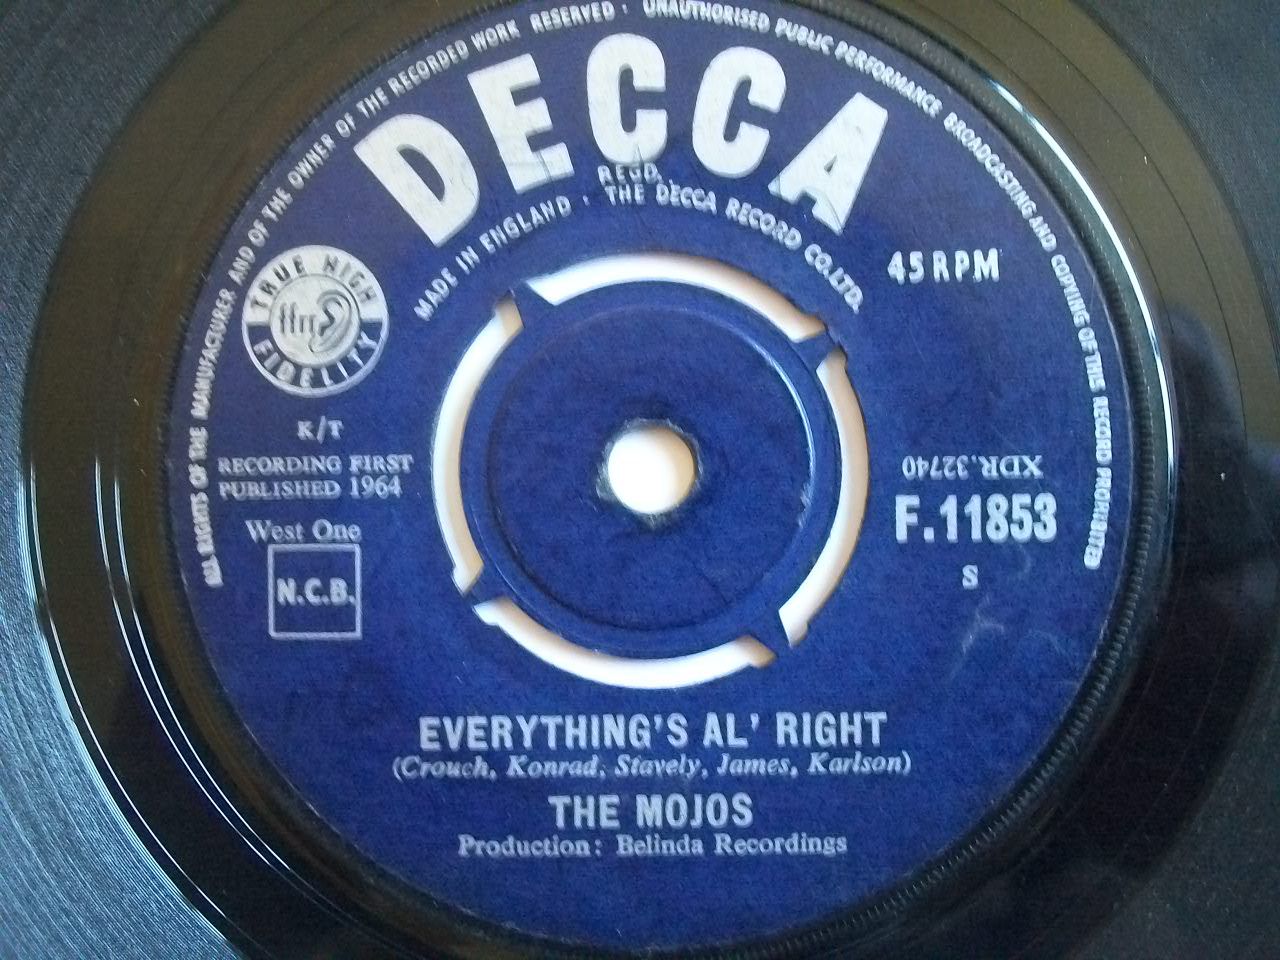 ALL RIGHTS OF THE MANUFACTURER AND OF THE OWNER OF THE RECORDED WORK RESERVED · UNAUTHORISED PUBLIC PERFORMANCE BROADCASTING AND COPYING OF THIS RECORD PROHIBITED
DECCA
REGD.
MADE IN ENGLAND · THE DECCA RECORD CO. LTD.
TRUE HIGH
ffrr
FIDELITY
45 RPM
K/T
RECORDING FIRST
PUBLISHED 1964
West One
N.C.B.
XDR.32740
F.11853
S
EVERYTHING'S AL' RIGHT
(Crouch, Konrad, Stavely, James, Karlson)
THE MOJOS
Production: Belinda Recordings